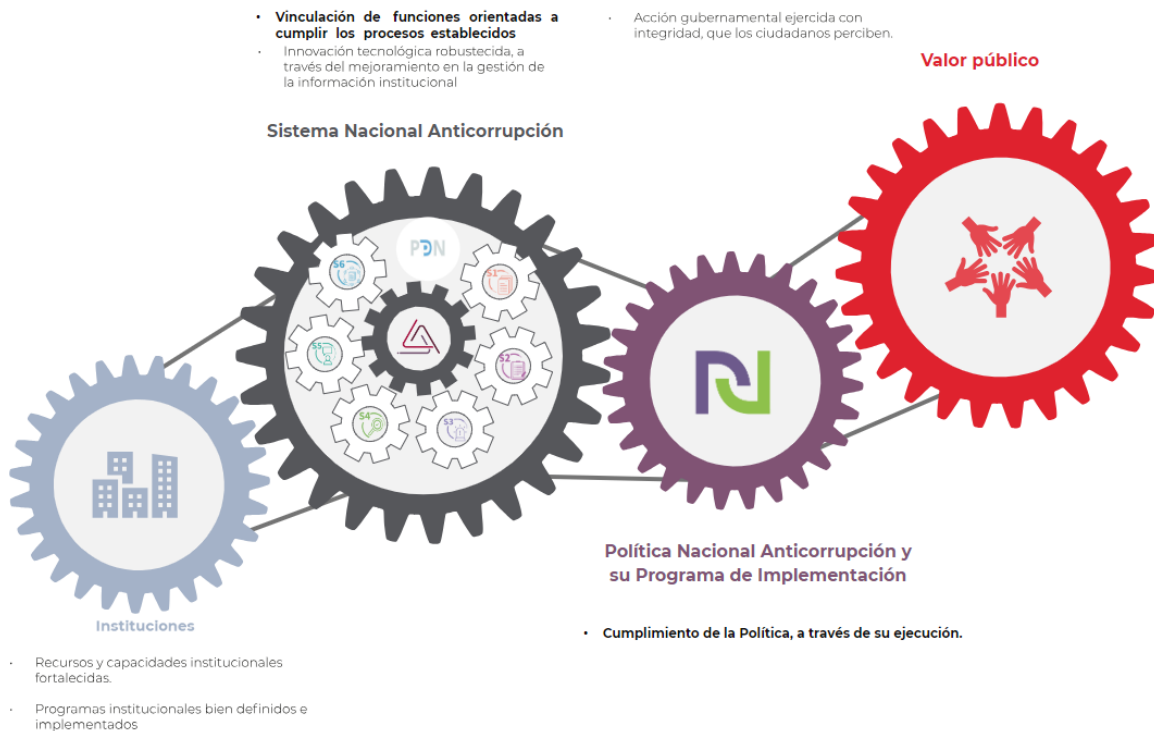 • Vinculación de funciones orientadas a
cumplir los procesos establecidos
· Innovación tecnológica robustecida, a
través del mejoramiento en la gestión de
la información institucional
· Acción gubernamental ejercida con
integridad, que los ciudadanos perciben.
Valor público
Sistema Nacional Anticorrupción
PDN
S6
S1
S5
S2
S4
S3
Política Nacional Anticorrupción y
su Programa de Implementación
• Cumplimiento de la Política, a través de su ejecución.
Instituciones
· Recursos y capacidades institucionales
fortalecidas.
· Programas institucionales bien definidos e
implementados